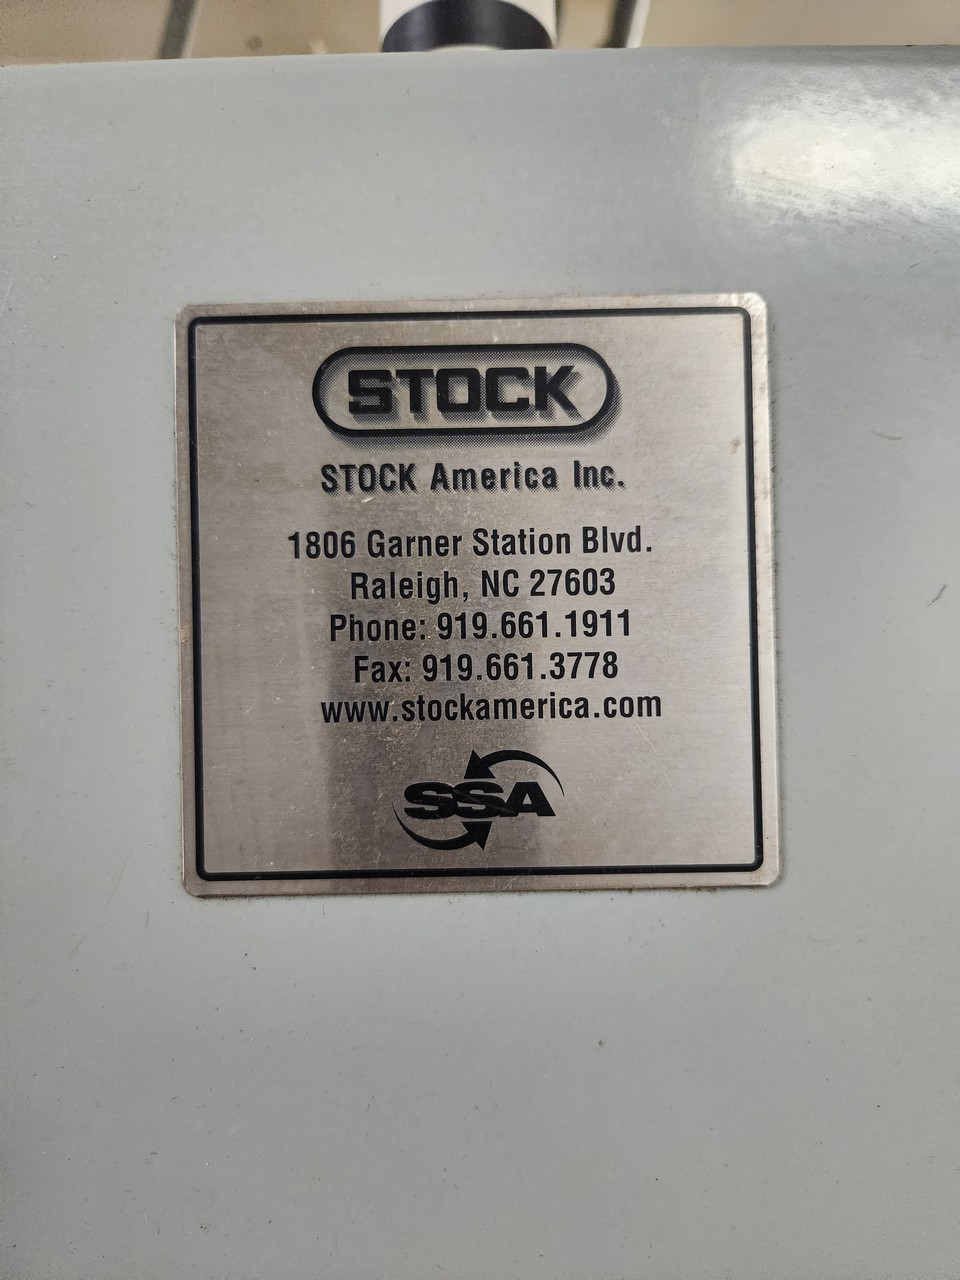 STOCK
STOCK America Inc.
1806 Garner Station Blvd.
Raleigh, NC 27603
Phone: 919.661.1911
Fax: 919.661.3778
www.stockamerica.com
SSA